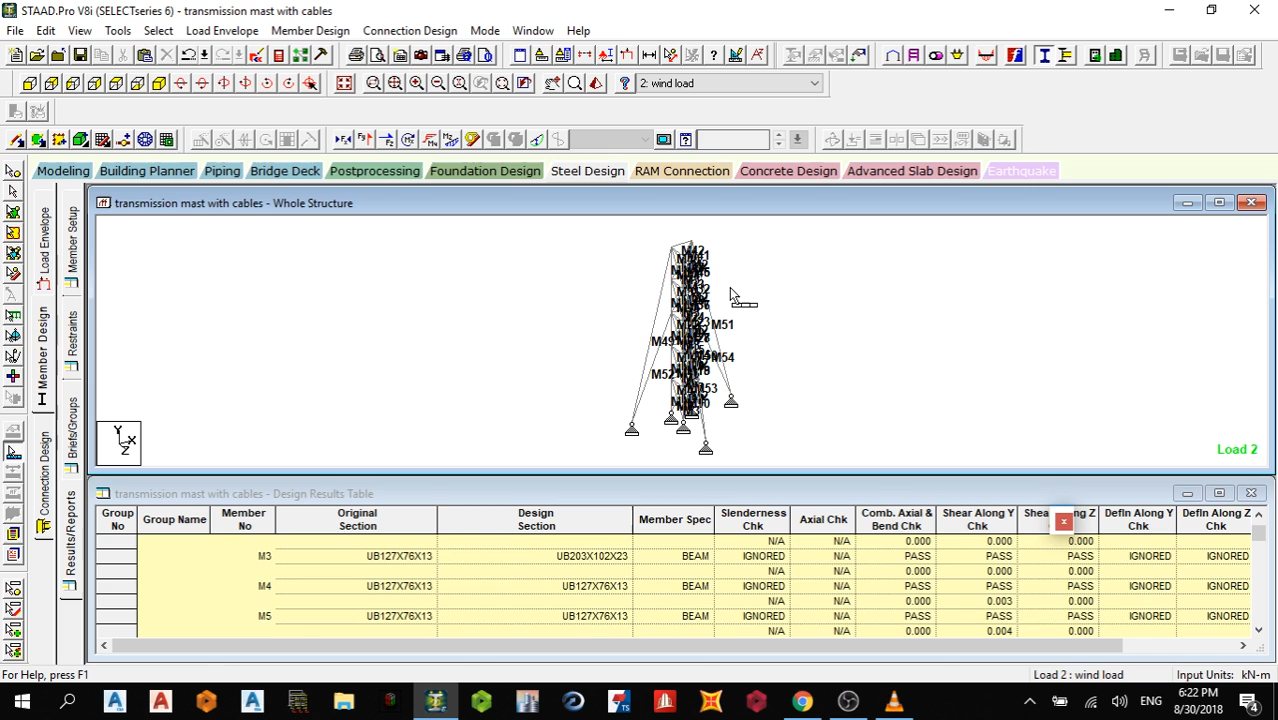 STAAD.Pro V8i (SELECTseries 6) - transmission mast with cables
File Edit View Tools Select Load Envelope Member Design Connection Design Mode Window Help
2: wind load
Modeling Building Planner Piping Bridge Deck Postprocessing Foundation Design Steel Design RAM Connection Concrete Design Advanced Slab Design Earthquake
transmission mast with cables - Whole Structure
Load Envelope
Member Design
Connection Design
Member Setup
Restraints
Briefs/Groups
Results/Reports
M42
M51
M49
M54
M52
Y
X
Z
Load 2
transmission mast with cables - Design Results Table
Group No Group Name Member No Original Section Design Section Member Spec Slenderness Chk Axial Chk Comb. Axial & Bend Chk Shear Along Y Chk Defln Along Y Chk Defln Along Z Chk
N/A N/A 0.000 0.000 0.000
M3 UB127X76X13 UB203X102X23 BEAM IGNORED N/A PASS PASS PASS IGNORED IGNORED
N/A N/A 0.000 0.000 0.000
M4 UB127X76X13 UB127X76X13 BEAM IGNORED N/A PASS PASS PASS IGNORED IGNORED
N/A N/A 0.000 0.003 0.000
M5 UB127X76X13 UB127X76X13 BEAM IGNORED N/A PASS PASS PASS IGNORED IGNORED
N/A N/A 0.000 0.004 0.000
For Help, press F1
Load 2 : wind load Input Units: kN-m
ENG
6:22 PM
8/30/2018
4